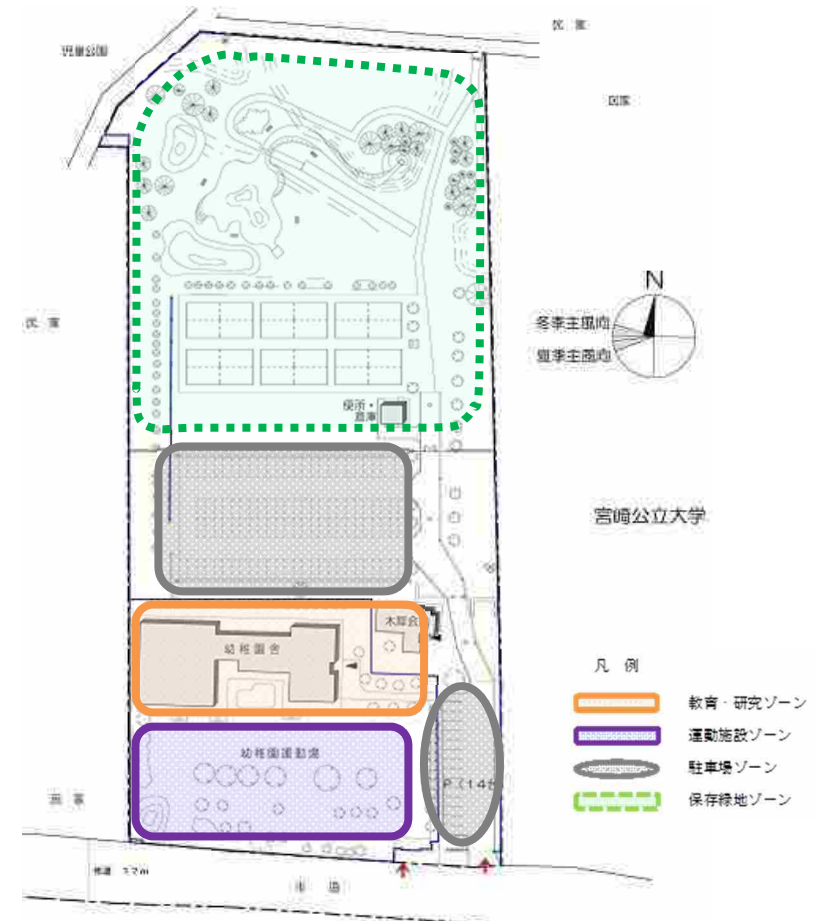 児童公園
民家
民家
民家
N
冬季主風向
夏季主風向
便所・
倉庫
宮崎公立大学
幼稚園舎
凡 例
教育・研究ゾーン
運動施設ゾーン
駐車場ゾーン
保存緑地ゾーン
幼稚園運動場
民家
市道